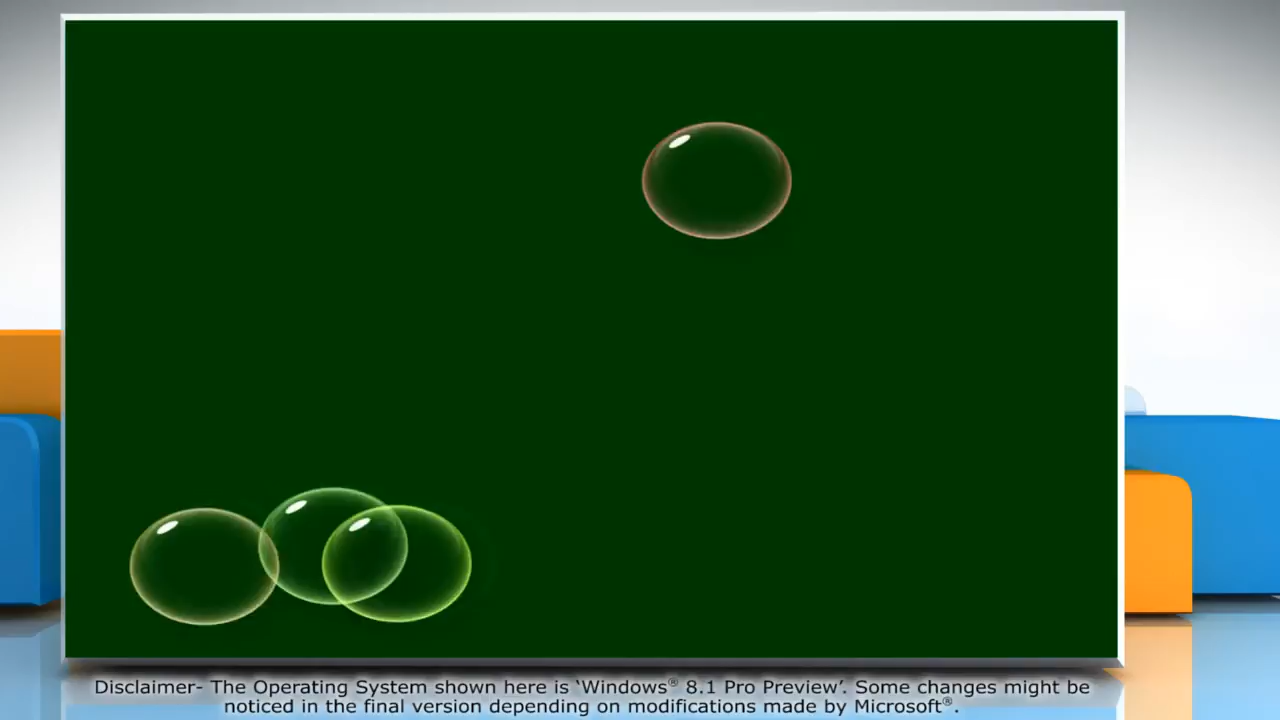 Disclaimer- The Operating System shown here is ‘Windows® 8.1 Pro Preview’. Some changes might be
noticed in the final version depending on modifications made by Microsoft®.